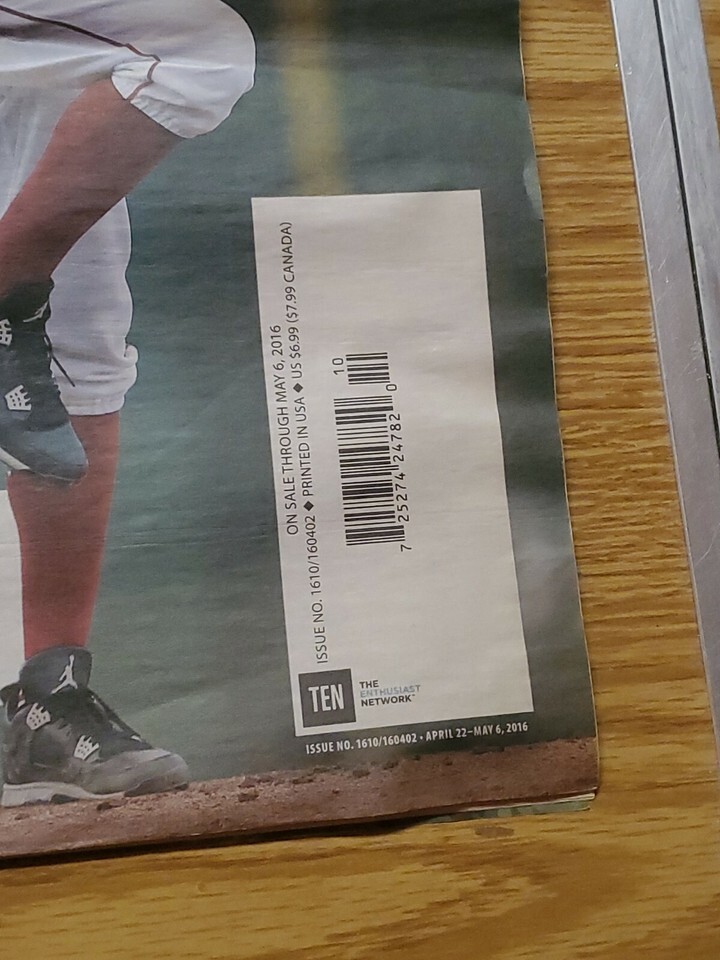 ON SALE THROUGH MAY 6, 2016
ISSUE NO. 1610/160402 ◆ PRINTED IN USA ◆ US $6.99 ($7.99 CANADA)
10
7 25274 24782 0
TEN
THE
ENTHUSIAST
NETWORK™
ISSUE NO. 1610/160402 • APRIL 22–MAY 6, 2016